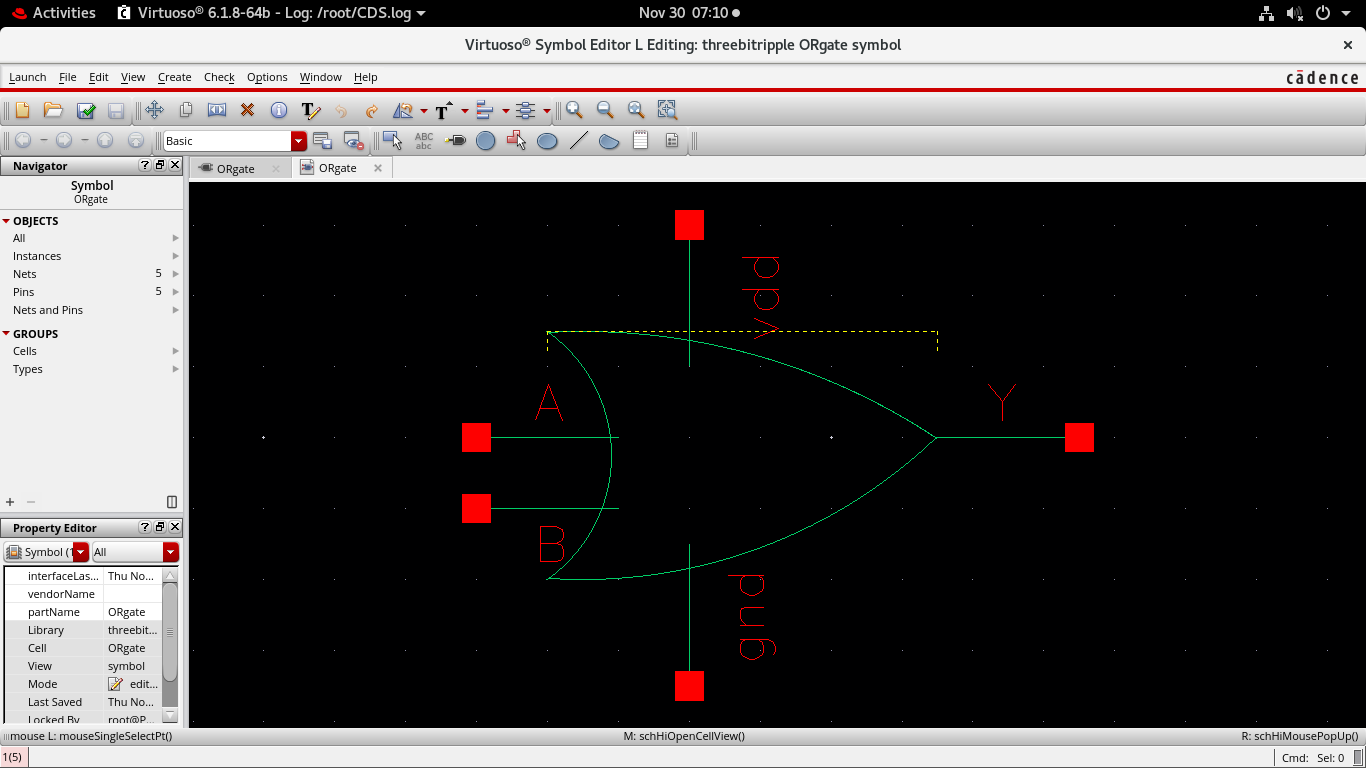 Activities Virtuoso® 6.1.8-64b - Log: /root/CDS.log Nov 30 07:10
Virtuoso® Symbol Editor L Editing: threebitripple ORgate symbol
Launch File Edit View Create Check Options Window Help cādence
Basic ABC abc
Navigator ORgate ORgate
Symbol
ORgate
OBJECTS
All
Instances
Nets 5
Pins 5
Nets and Pins
GROUPS
Cells
Types
Property Editor
Symbol (1 All
interfaceLas... Thu No...
vendorName
partName ORgate
Library threebit...
Cell ORgate
View symbol
Mode edit...
Last Saved Thu No...
Locked By root@P...
vdd
A
Y
B
gnd
mouse L: mouseSingleSelectPt() M: schHiOpenCellView() R: schHiMousePopUp()
1(5) Cmd: Sel: 0